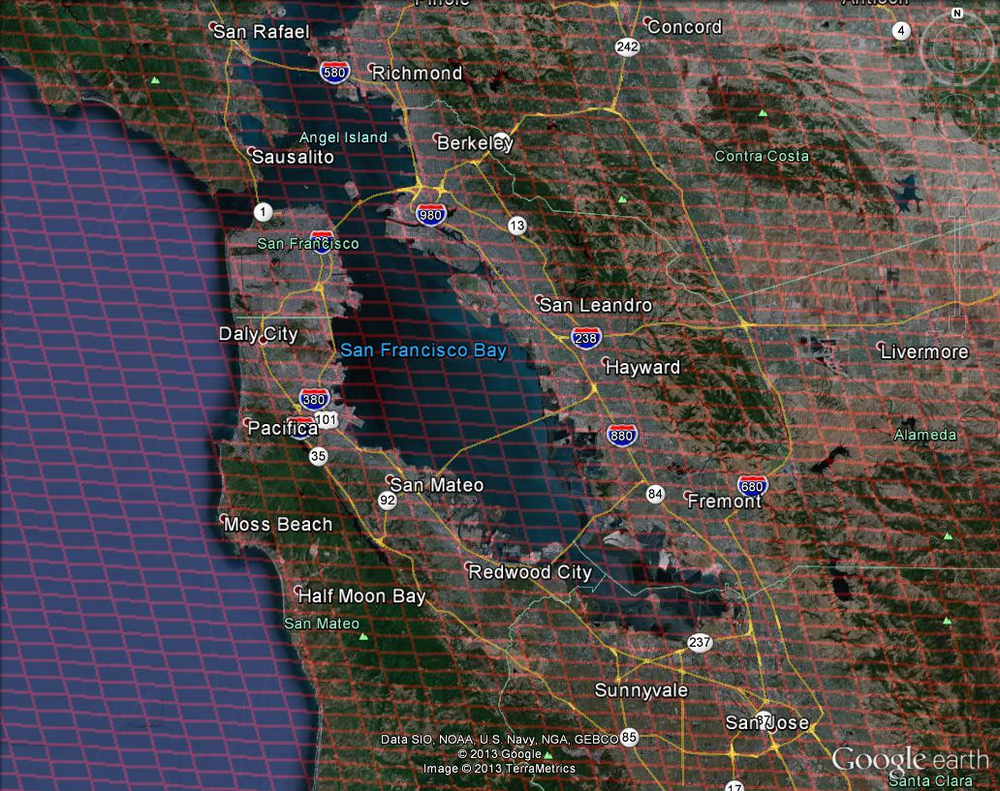 Pinole
Antioch
San Rafael
Concord
4
N
242
580
Richmond
Angel Island
Berkeley
Sausalito
Contra Costa
1
980
13
San Francisco
80
San Leandro
Daly City
238
San Francisco Bay
Livermore
Hayward
380
101
Pacifica
880
Alameda
35
San Mateo
680
92
84
Fremont
Moss Beach
Redwood City
Half Moon Bay
San Mateo
237
Sunnyvale
San Jose
87
Data SIO, NOAA, U.S. Navy, NGA, GEBCO
85
© 2013 Google
Image © 2013 TerraMetrics
Google earth
Santa Clara
17